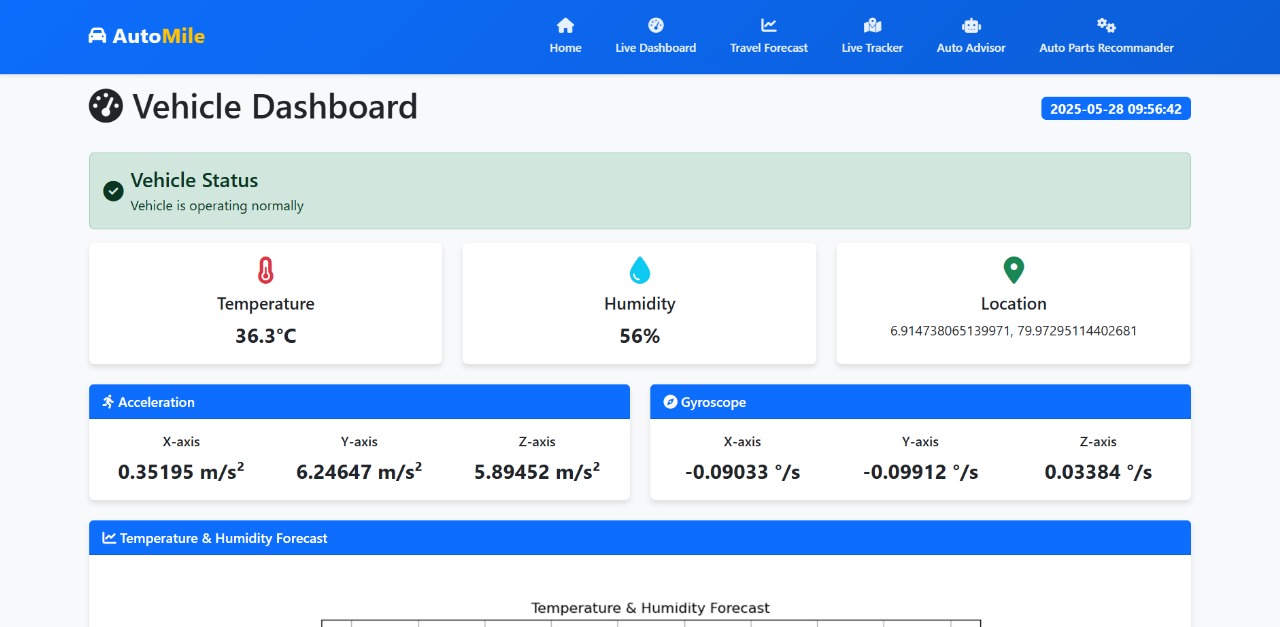 AutoMile
Home
Live Dashboard
Travel Forecast
Live Tracker
Auto Advisor
Auto Parts Recommander
Vehicle Dashboard
2025-05-28 09:56:42
Vehicle Status
Vehicle is operating normally
Temperature
36.3°C
Humidity
56%
Location
6.914738065139971, 79.97295114402681
Acceleration
X-axis
0.35195 m/s²
Y-axis
6.24647 m/s²
Z-axis
5.89452 m/s²
Gyroscope
X-axis
-0.09033 °/s
Y-axis
-0.09912 °/s
Z-axis
0.03384 °/s
Temperature & Humidity Forecast
Temperature & Humidity Forecast